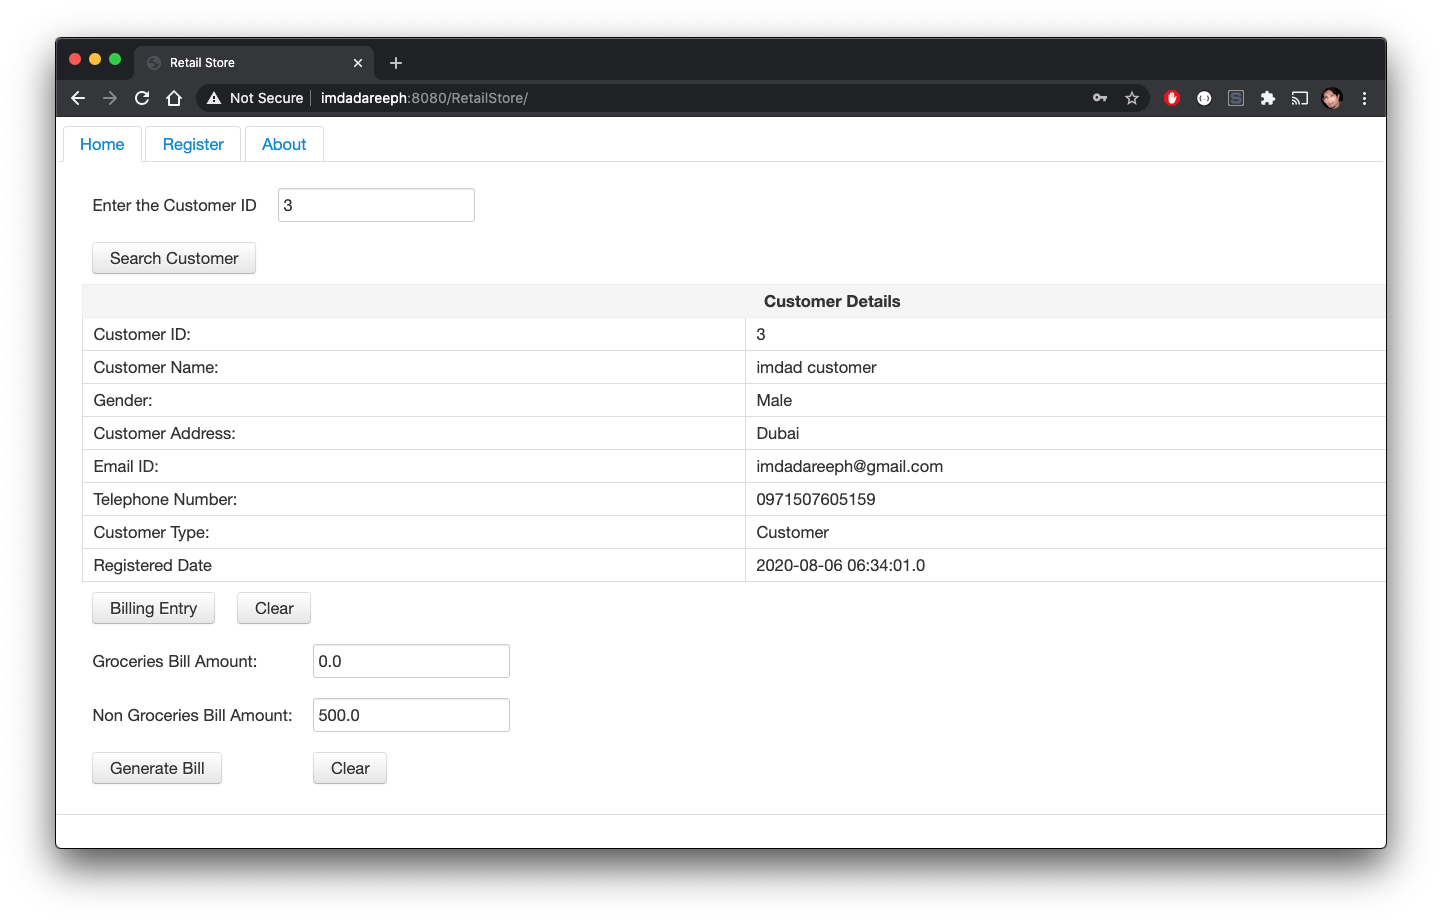 Retail Store
Not Secure imdadareeph:8080/RetailStore/
Home Register About
Enter the Customer ID 3
Search Customer
Customer Details
Customer ID: 3
Customer Name: imdad customer
Gender: Male
Customer Address: Dubai
Email ID: imdadareeph@gmail.com
Telephone Number: 0971507605159
Customer Type: Customer
Registered Date 2020-08-06 06:34:01.0
Billing Entry Clear
Groceries Bill Amount: 0.0
Non Groceries Bill Amount: 500.0
Generate Bill Clear